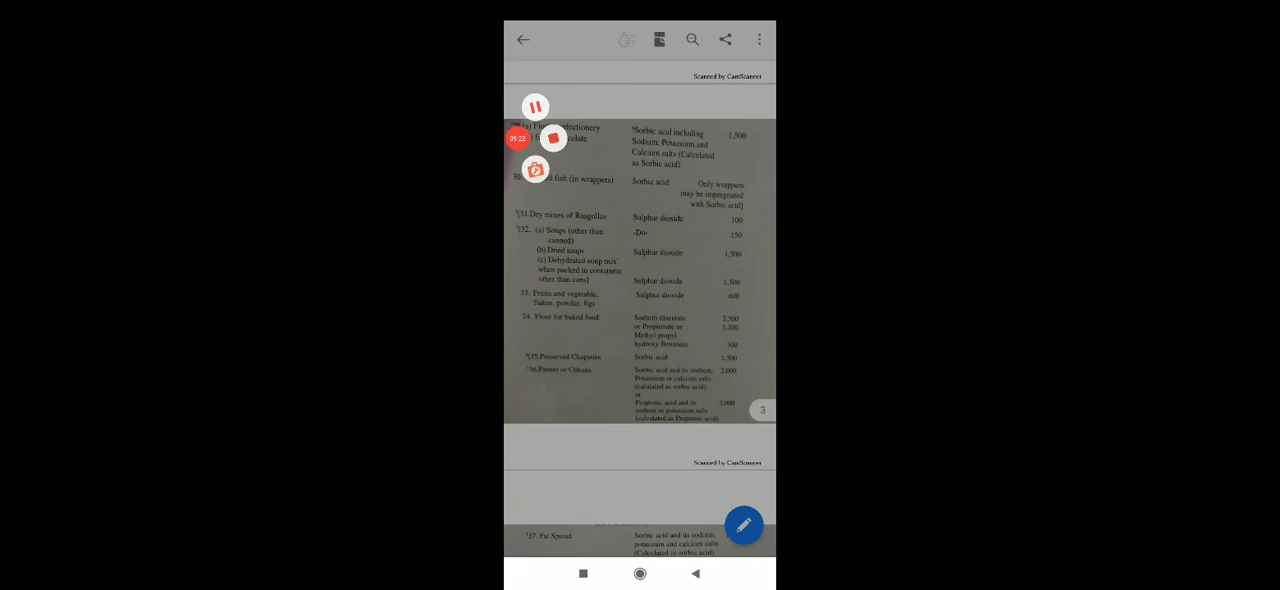 Scanned by CamScanner
09:22
(a) Flour confectionery *Sorbic acid including 1,500
Sodium, Potassium and
Calcium salts (Calculated
as Sorbic acid)
30. fish (in wrappers) Sorbic acid Only wrappers
may be impregnated
with Sorbic acid]
[31.Dry mixes of Rasgollas Sulphur dioxide 100
[32. (a) Soups (other than -Do- 150
canned)
(b) Dried soups Sulphur dioxide 1,500
(c) Dehydrated soup mix
when packed in containers
other than cans] Sulphur dioxide 1,500
33. Fruits and vegetable, Sulphur dioxide 600
flakes, powder, figs
34. Flour for baked food Sodium diacetate 2,500
or Propionate or 3,200
Methyl propyl
hydroxy Benzoate 500
[35.Preserved Chapaties Sorbic acid 1,500
36.Paneer or Chhana Sorbic acid and its sodium, 2,000
Potassium or calcium salts
(calculated as sorbic acid)
or
Propionic acid and its 2,000
sodium or potassium salts
(calculated as Propionic acid).
3
Scanned by CamScanner
37. Fat Spread Sorbic acid and its sodium,
potassium and calcium salts
(Calculated as sorbic acid)